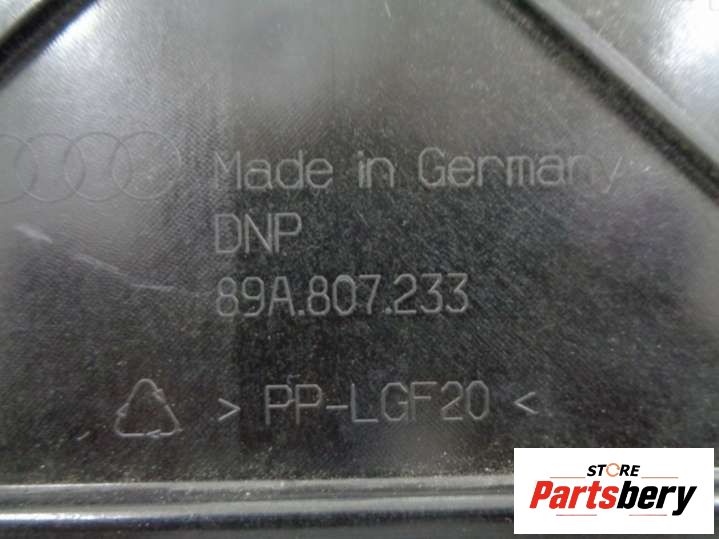 Made in Germany
DNP
89A.807.233
> PP-LGF20 <
STORE
Partsbery